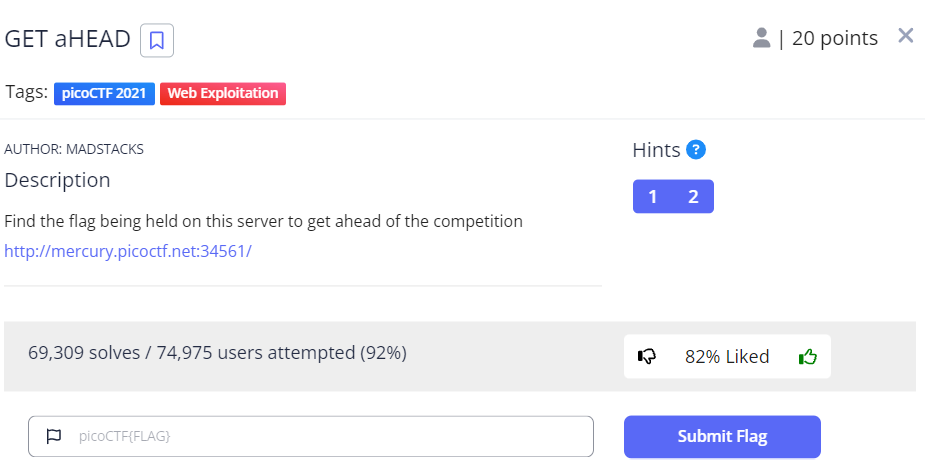 GET aHEAD
| 20 points
Tags: picoCTF 2021 Web Exploitation
AUTHOR: MADSTACKS
Description
Find the flag being held on this server to get ahead of the competition
http://mercury.picoctf.net:34561/
Hints ?
1 2
69,309 solves / 74,975 users attempted (92%)
82% Liked
picoCTF{FLAG}
Submit Flag